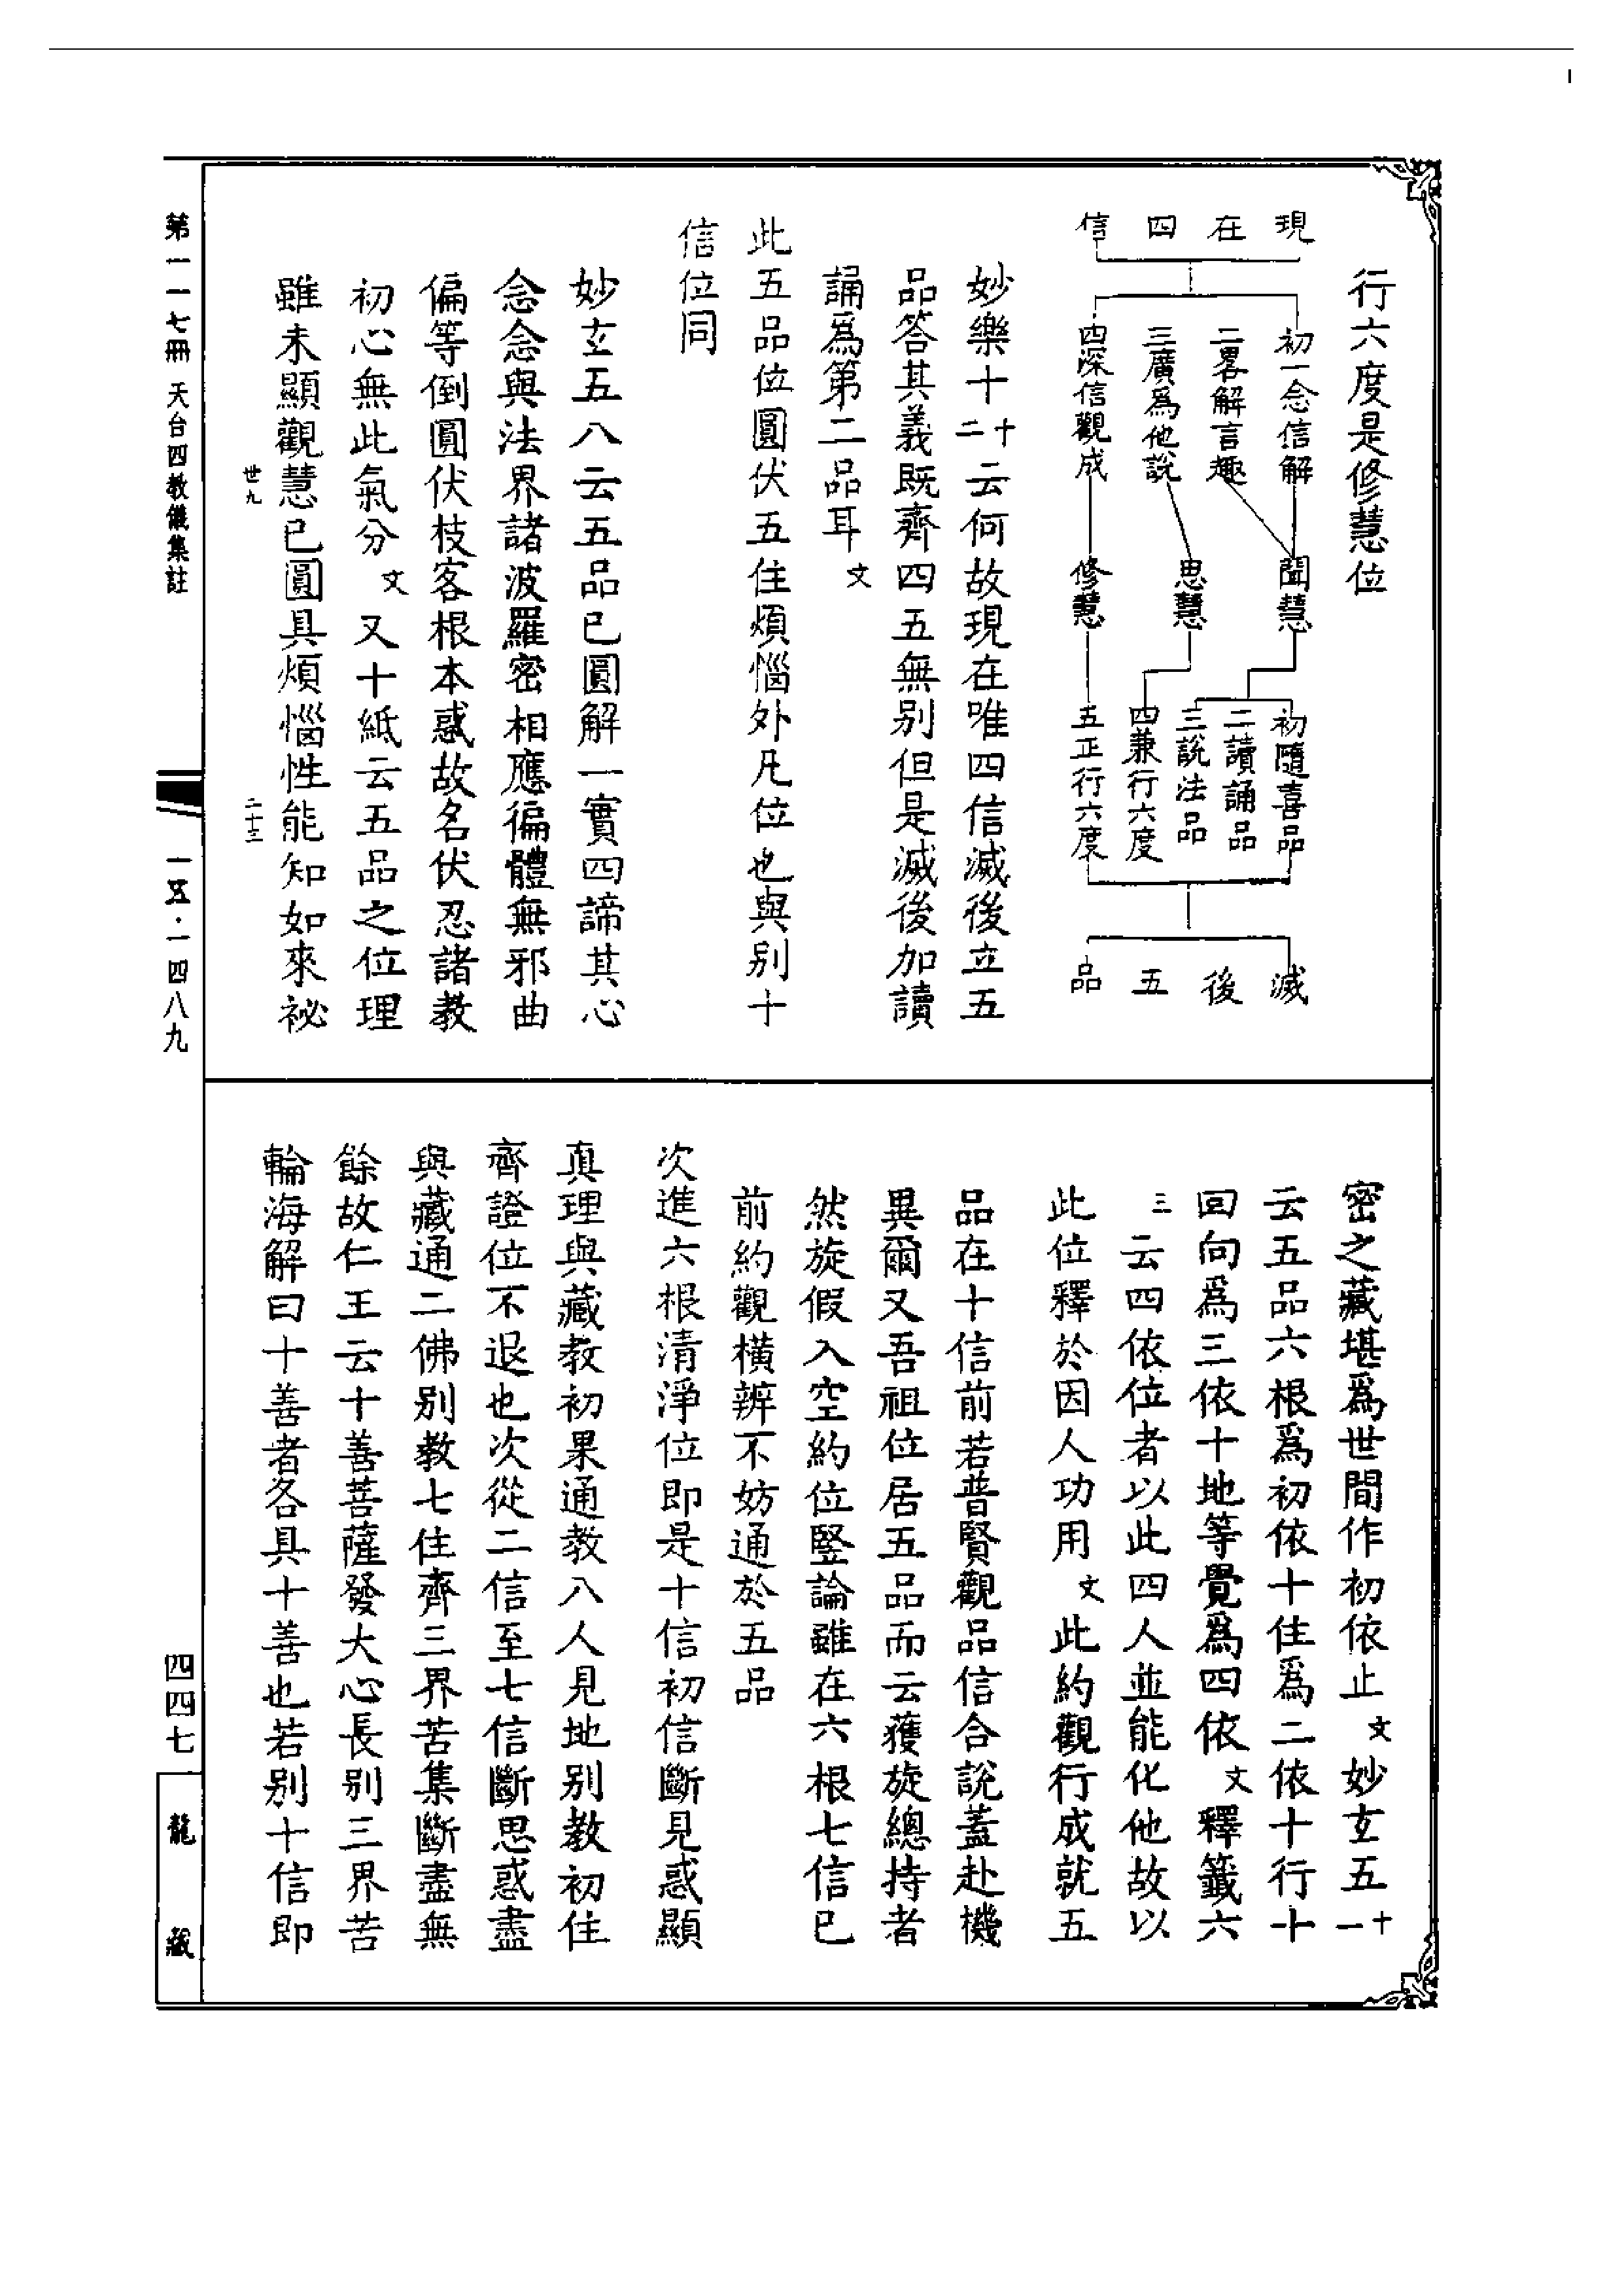 行六度是修慧位
現在四信
初一念信解
二畧解言趣
三廣爲他說
四深信觀成
聞慧
思慧
修慧
初隨喜品
二讀誦品
三說法品
四兼行六度
五正行六度
滅後五品
妙樂十十二云何故現在唯四信滅後立五
品答其義既齊四五無別但是滅後加讀
誦爲第二品耳文
此五品位圓伏五住煩惱外凡位也與別十
信位同
妙玄五八云五品已圓解一實四諦其心
念念與法界諸波羅密相應徧體無邪曲
偏等倒圓伏枝客根本惑故名伏忍諸教
初心無此氣分文又十紙云五品之位理
雖未顯觀慧已圓具煩惱性能知如來祕
世九
二十三
密之藏堪爲世間作初依止文妙玄五十一
云五品六根爲初依十住爲二依十行十
回向爲三依十地等覺爲四依文釋籤六
三云四依位者以此四人並能化他故以
此位釋於因人功用文此約觀行成就五
品在十信前若普賢觀品信合說蓋赴機
異爾又吾祖位居五品而云獲旋總持者
然旋假入空約位竪論雖在六根七信已
前約觀橫辨不妨通於五品
次進六根清淨位即是十信初信斷見惑顯
真理與藏教初果通教八人見地別教初住
齊證位不退也次從二信至七信斷思惑盡
與藏通二佛別教七住齊三界苦集斷盡無
餘故仁王云十善菩薩發大心長別三界苦
輪海解曰十善者各具十善也若別十信即
第一一七冊 天台四教儀集註
一五·一四八九
四四七
龍藏